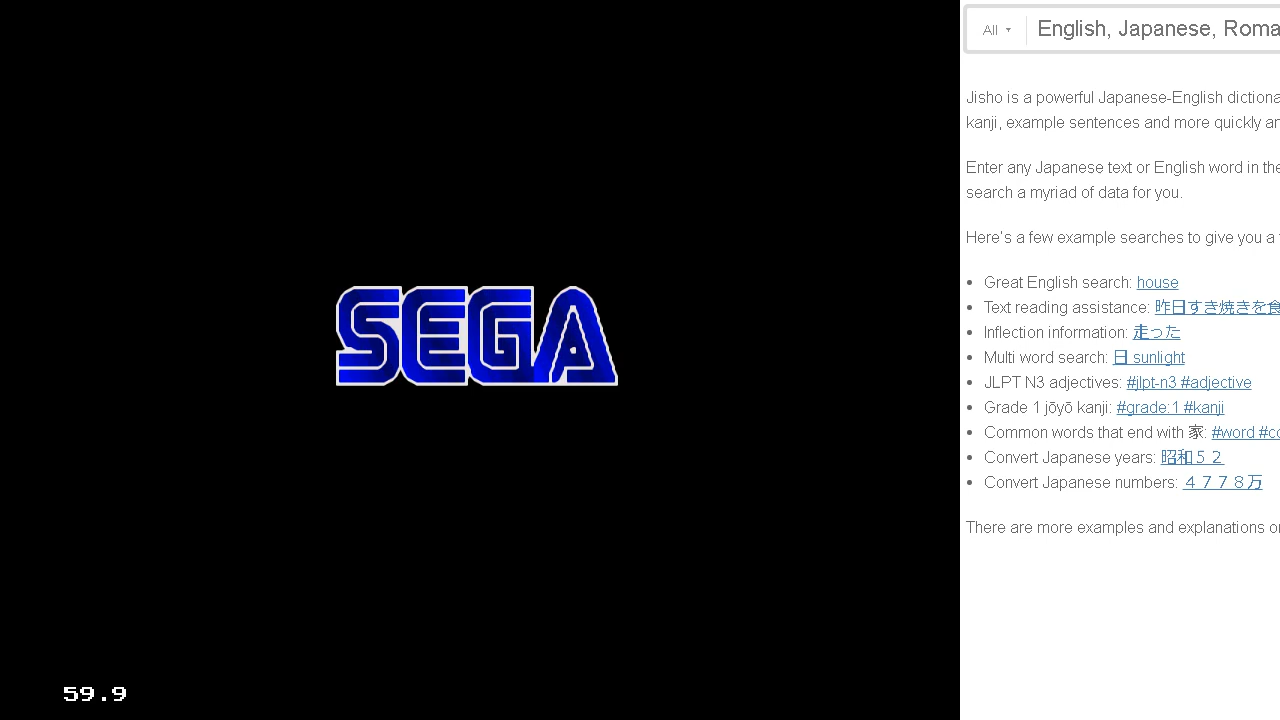 SEGA
59.9
All ▾
English, Japanese, Roma
Jisho is a powerful Japanese-English dictiona
kanji, example sentences and more quickly an
Enter any Japanese text or English word in the
search a myriad of data for you.
Here's a few example searches to give you a
Great English search: house
Text reading assistance: 昨日すき焼きを食
Inflection information: 走った
Multi word search: 日 sunlight
JLPT N3 adjectives: #jlpt-n3 #adjective
Grade 1 jōyō kanji: #grade:1 #kanji
Common words that end with 家: #word #co
Convert Japanese years: 昭和５２
Convert Japanese numbers: ４７７８万
There are more examples and explanations on